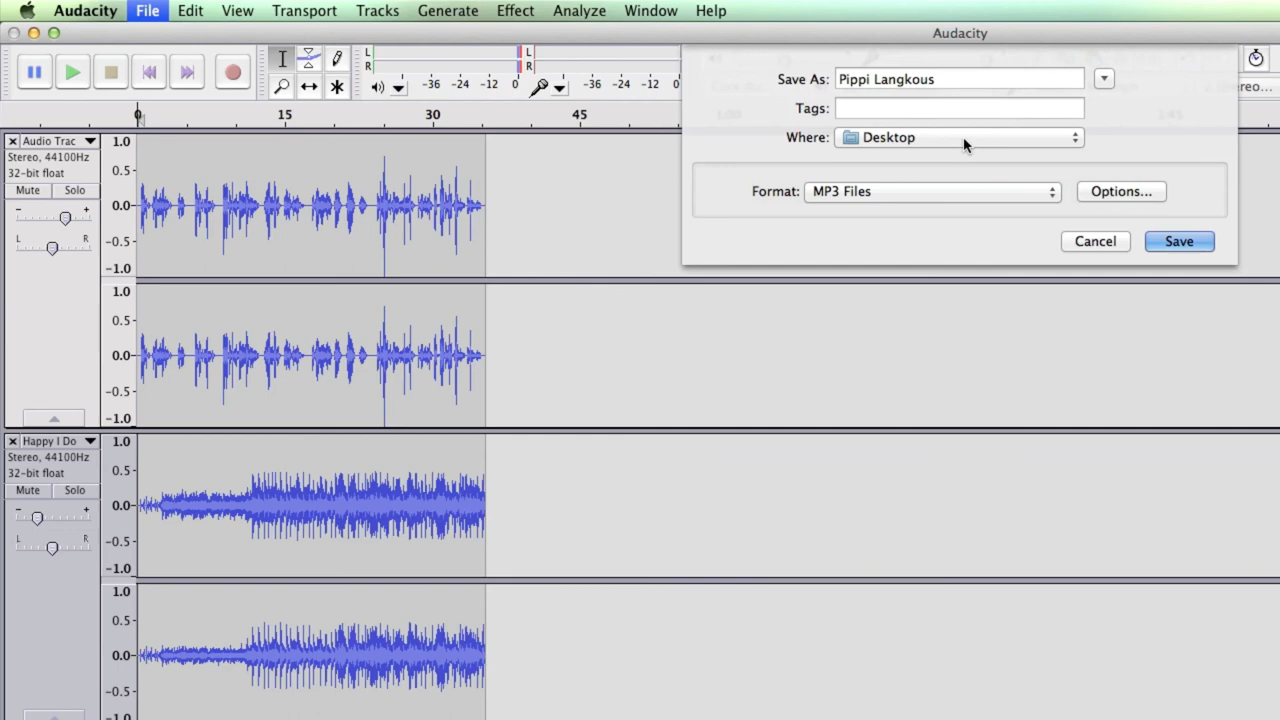 Audacity File Edit View Transport Tracks Generate Effect Analyze Window Help
Audacity
L R
L R
-36 -24 -12 0
-36 -24 -12 0
Save As: Pippi Langkous
Tags:
Where: Desktop
Format: MP3 Files Options...
Cancel Save
0 15 30 45
Audio Trac
Stereo, 44100Hz
32-bit float
Mute Solo
- +
L R
1.0
0.5
0.0
-0.5
-1.0
1.0
0.5
0.0
-0.5
-1.0
Happy I Do
Stereo, 44100Hz
32-bit float
Mute Solo
- +
L R
1.0
0.5
0.0
-0.5
-1.0
1.0
0.5
0.0
-0.5
-1.0